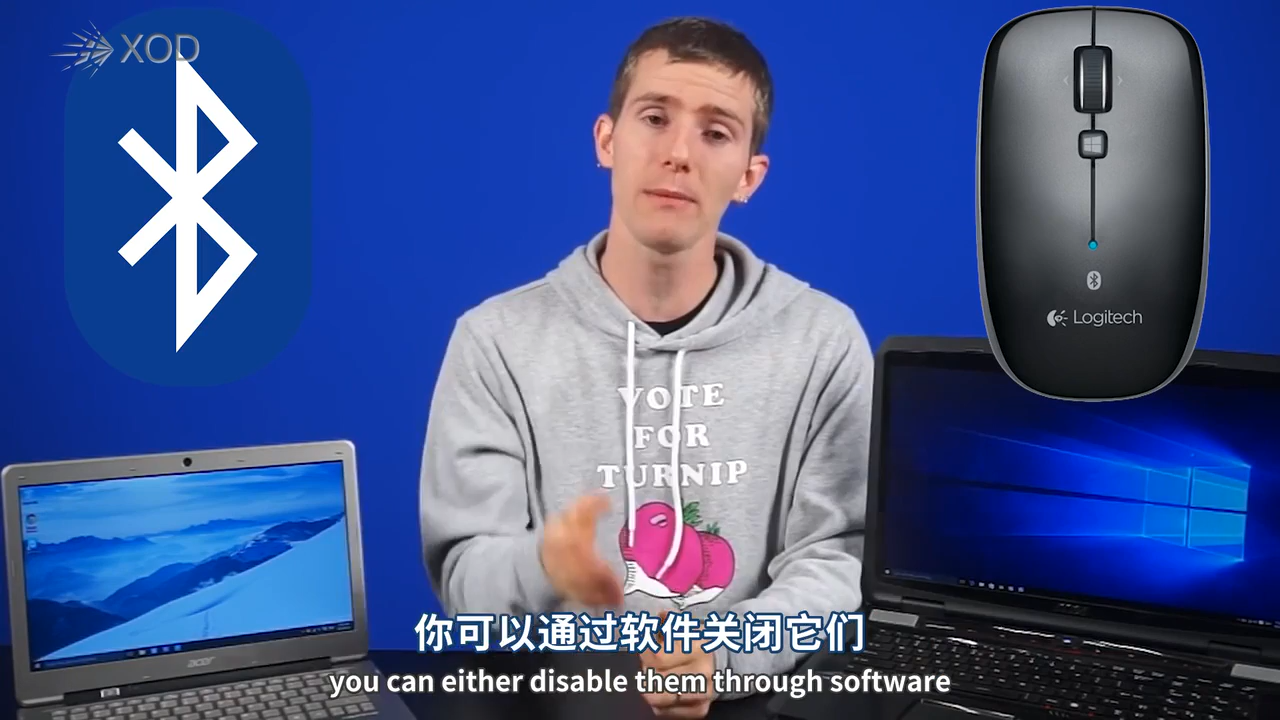 XOD
Logitech
VOTE
FOR
TURNIP
acer
你可以通过软件关闭它们
you can either disable them through software